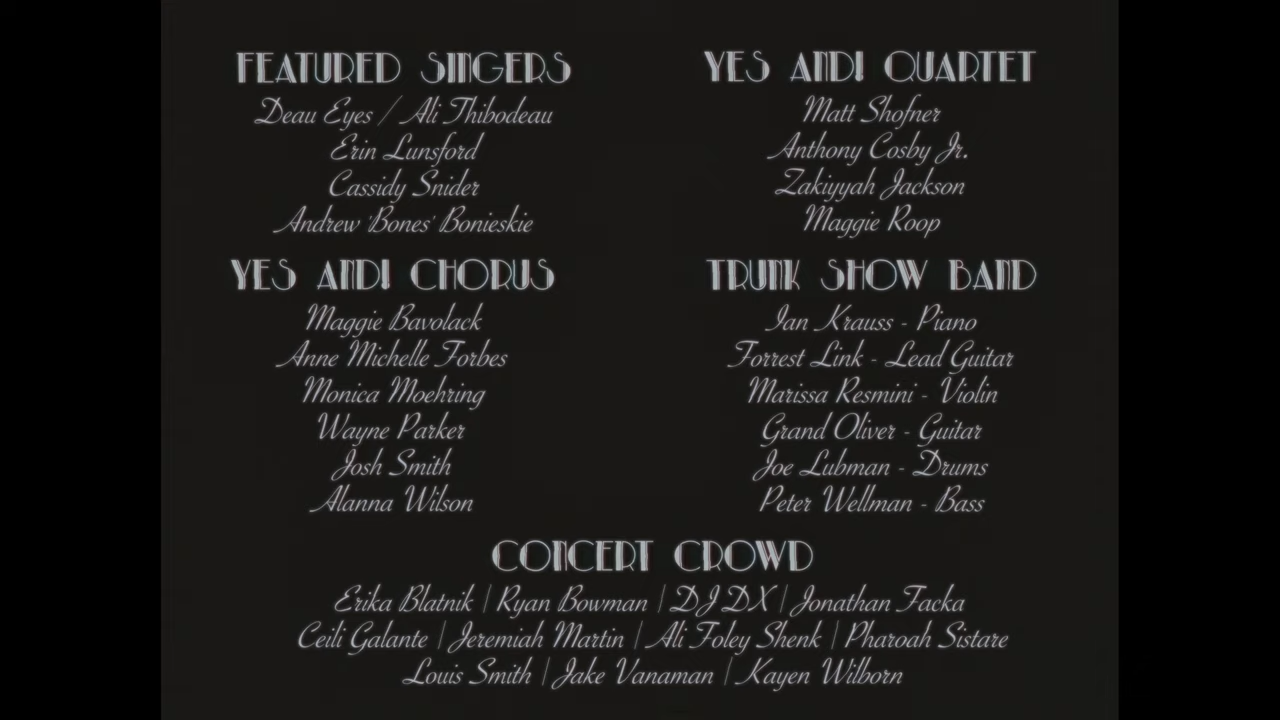 FEATURED SINGERS
Deau Eyes / Ali Thibodeau
Erin Lunsford
Cassidy Snider
Andrew 'Bones' Bonieskie
YES AND! QUARTET
Matt Shofner
Anthony Cosby Jr.
Zakiyyah Jackson
Maggie Roop
YES AND! CHORUS
Maggie Bavolack
Anne Michelle Forbes
Monica Moehring
Wayne Parker
Josh Smith
Alanna Wilson
TRUNK SHOW BAND
Ian Krauss - Piano
Forrest Link - Lead Guitar
Marissa Resmini - Violin
Grand Oliver - Guitar
Joe Lubman - Drums
Peter Wellman - Bass
CONCERT CROWD
Erika Blatnik | Ryan Bowman | DJ DX | Jonathan Facka
Ceili Galante | Jeremiah Martin | Ali Foley Shenk | Pharoah Sistare
Louis Smith | Jake Vanaman | Kayen Wilborn